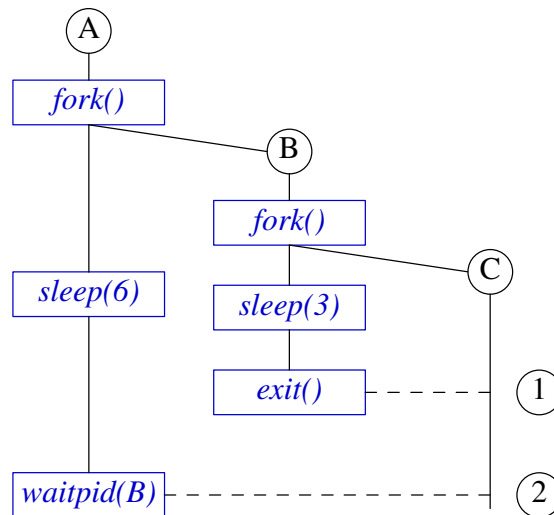 A
fork()
B
fork()
C
sleep(6)
sleep(3)
exit()
1
waitpid(B)
2